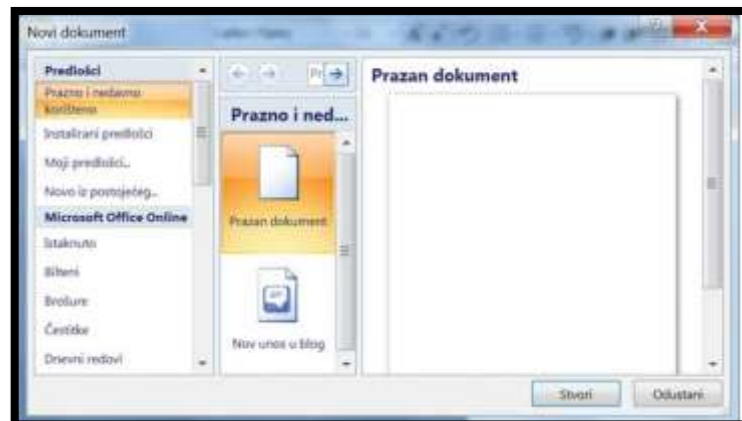 Novi dokument
Predlošci
Prazno i nedavno
korišteno
Instalirani predlošci
Moji predlošci...
Novo iz postojećeg...
Microsoft Office Online
Istaknuto
Bilteni
Brošure
Čestitke
Dnevni redovi
Prazno i ned...
Prazan dokument
Nov unos u blog
Prazan dokument
Stvori
Odustani